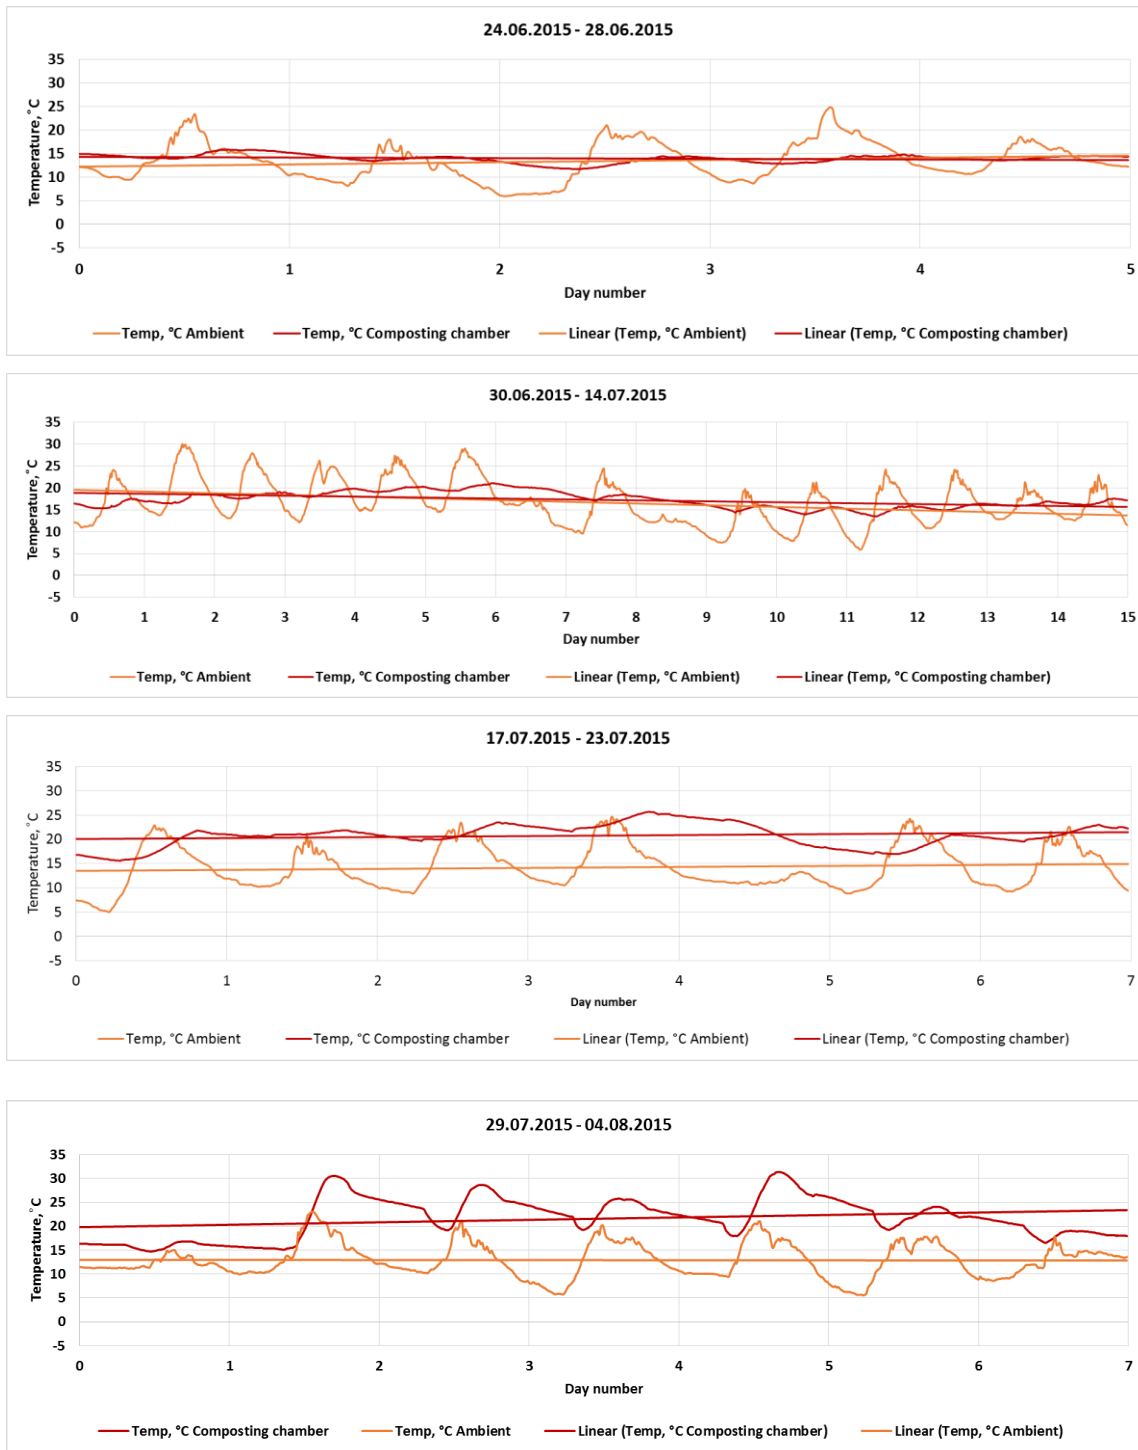 24.06.2015 - 28.06.2015
Temperature, °C
35
30
25
20
15
10
5
0
-5
0 1 2 3 4 5
Day number
Temp, °C Ambient Temp, °C Composting chamber Linear (Temp, °C Ambient) Linear (Temp, °C Composting chamber)
30.06.2015 - 14.07.2015
Temperature, °C
35
30
25
20
15
10
5
0
-5
0 1 2 3 4 5 6 7 8 9 10 11 12 13 14 15
Day number
Temp, °C Ambient Temp, °C Composting chamber Linear (Temp, °C Ambient) Linear (Temp, °C Composting chamber)
17.07.2015 - 23.07.2015
Temperature, °C
35
30
25
20
15
10
5
0
-5
0 1 2 3 4 5 6 7
Day number
Temp, °C Ambient Temp, °C Composting chamber Linear (Temp, °C Ambient) Linear (Temp, °C Composting chamber)
29.07.2015 - 04.08.2015
Temperature, °C
35
30
25
20
15
10
5
0
-5
0 1 2 3 4 5 6 7
Day number
Temp, °C Composting chamber Temp, °C Ambient Linear (Temp, °C Composting chamber) Linear (Temp, °C Ambient)